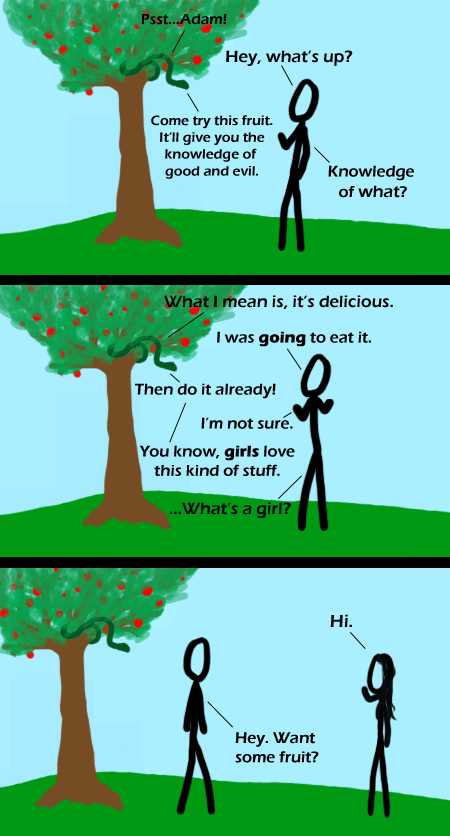 Psst...Adam!
Hey, what's up?
Come try this fruit.
It'll give you the
knowledge of
good and evil.
Knowledge
of what?
What I mean is, it's delicious.
I was going to eat it.
Then do it already!
I'm not sure.
You know, girls love
this kind of stuff.
...What's a girl?
Hi.
Hey. Want
some fruit?